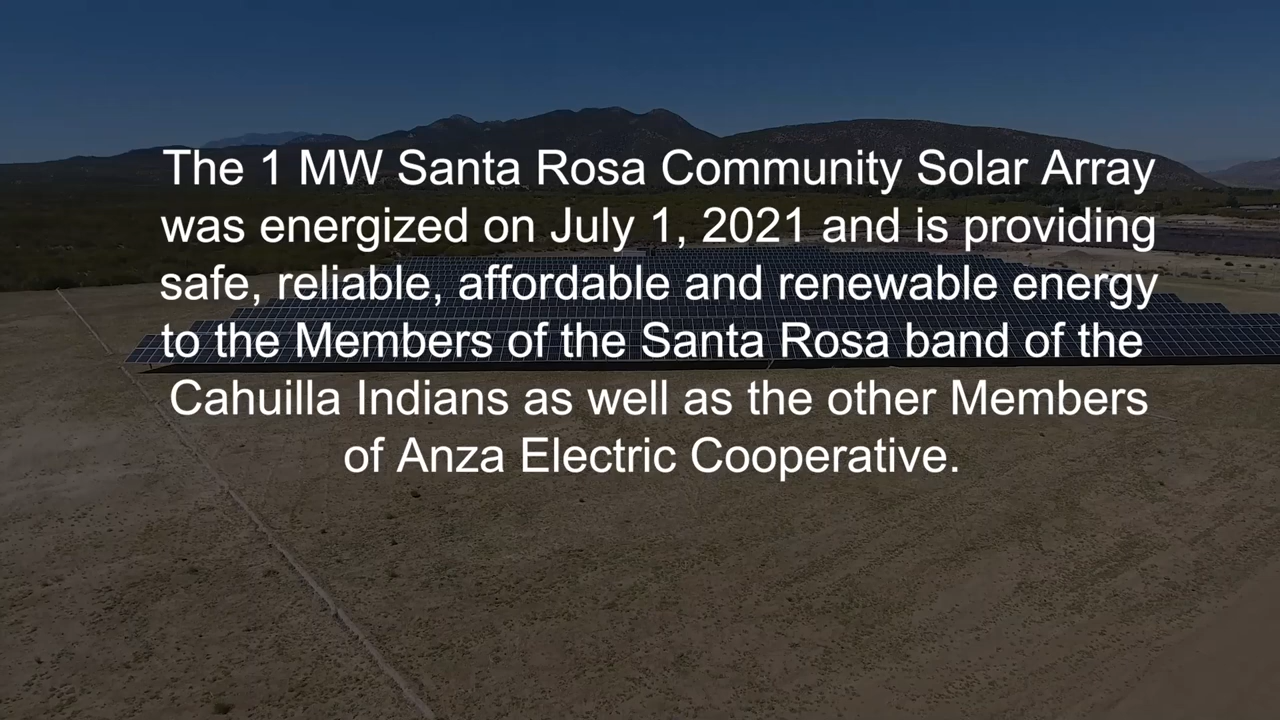 The 1 MW Santa Rosa Community Solar Array
was energized on July 1, 2021 and is providing
safe, reliable, affordable and renewable energy
to the Members of the Santa Rosa band of the
Cahuilla Indians as well as the other Members
of Anza Electric Cooperative.